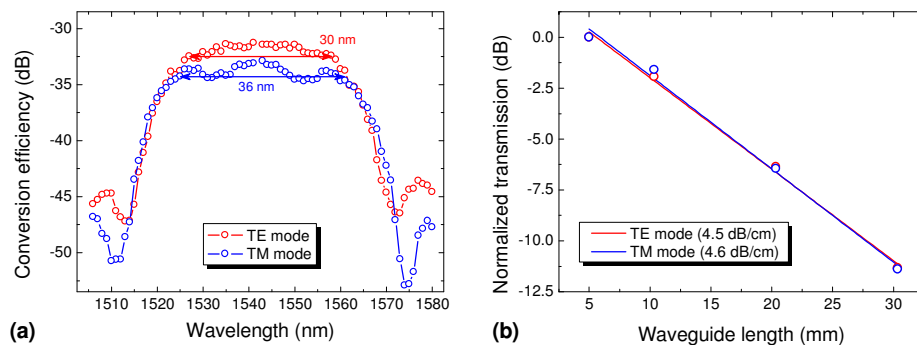 -30
-35
-40
-45
-50
Conversion efficiency (dB)
30 nm
36 nm
TE mode
TM mode
1510 1520 1530 1540 1550 1560 1570 1580
Wavelength (nm)
(a)
0.0
-2.5
-5.0
-7.5
-10.0
-12.5
Normalized transmission (dB)
TE mode (4.5 dB/cm)
TM mode (4.6 dB/cm)
5 10 15 20 25 30
Waveguide length (mm)
(b)